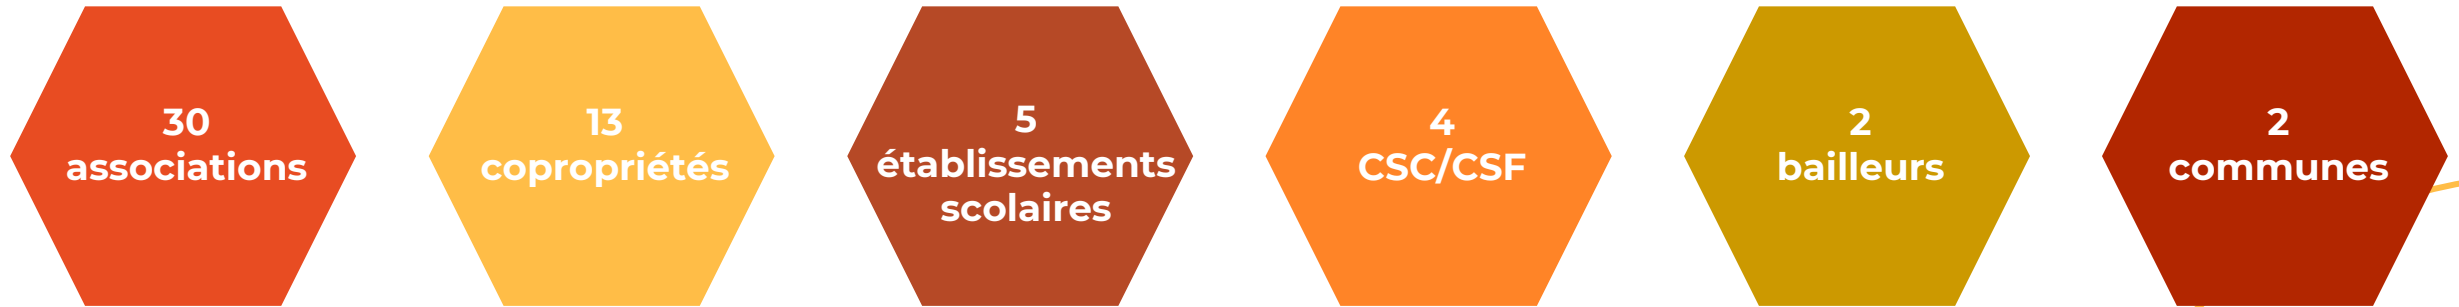 30
associations
13
copropriétés
5
établissements
scolaires
4
CSC/CSF
2
bailleurs
2
communes